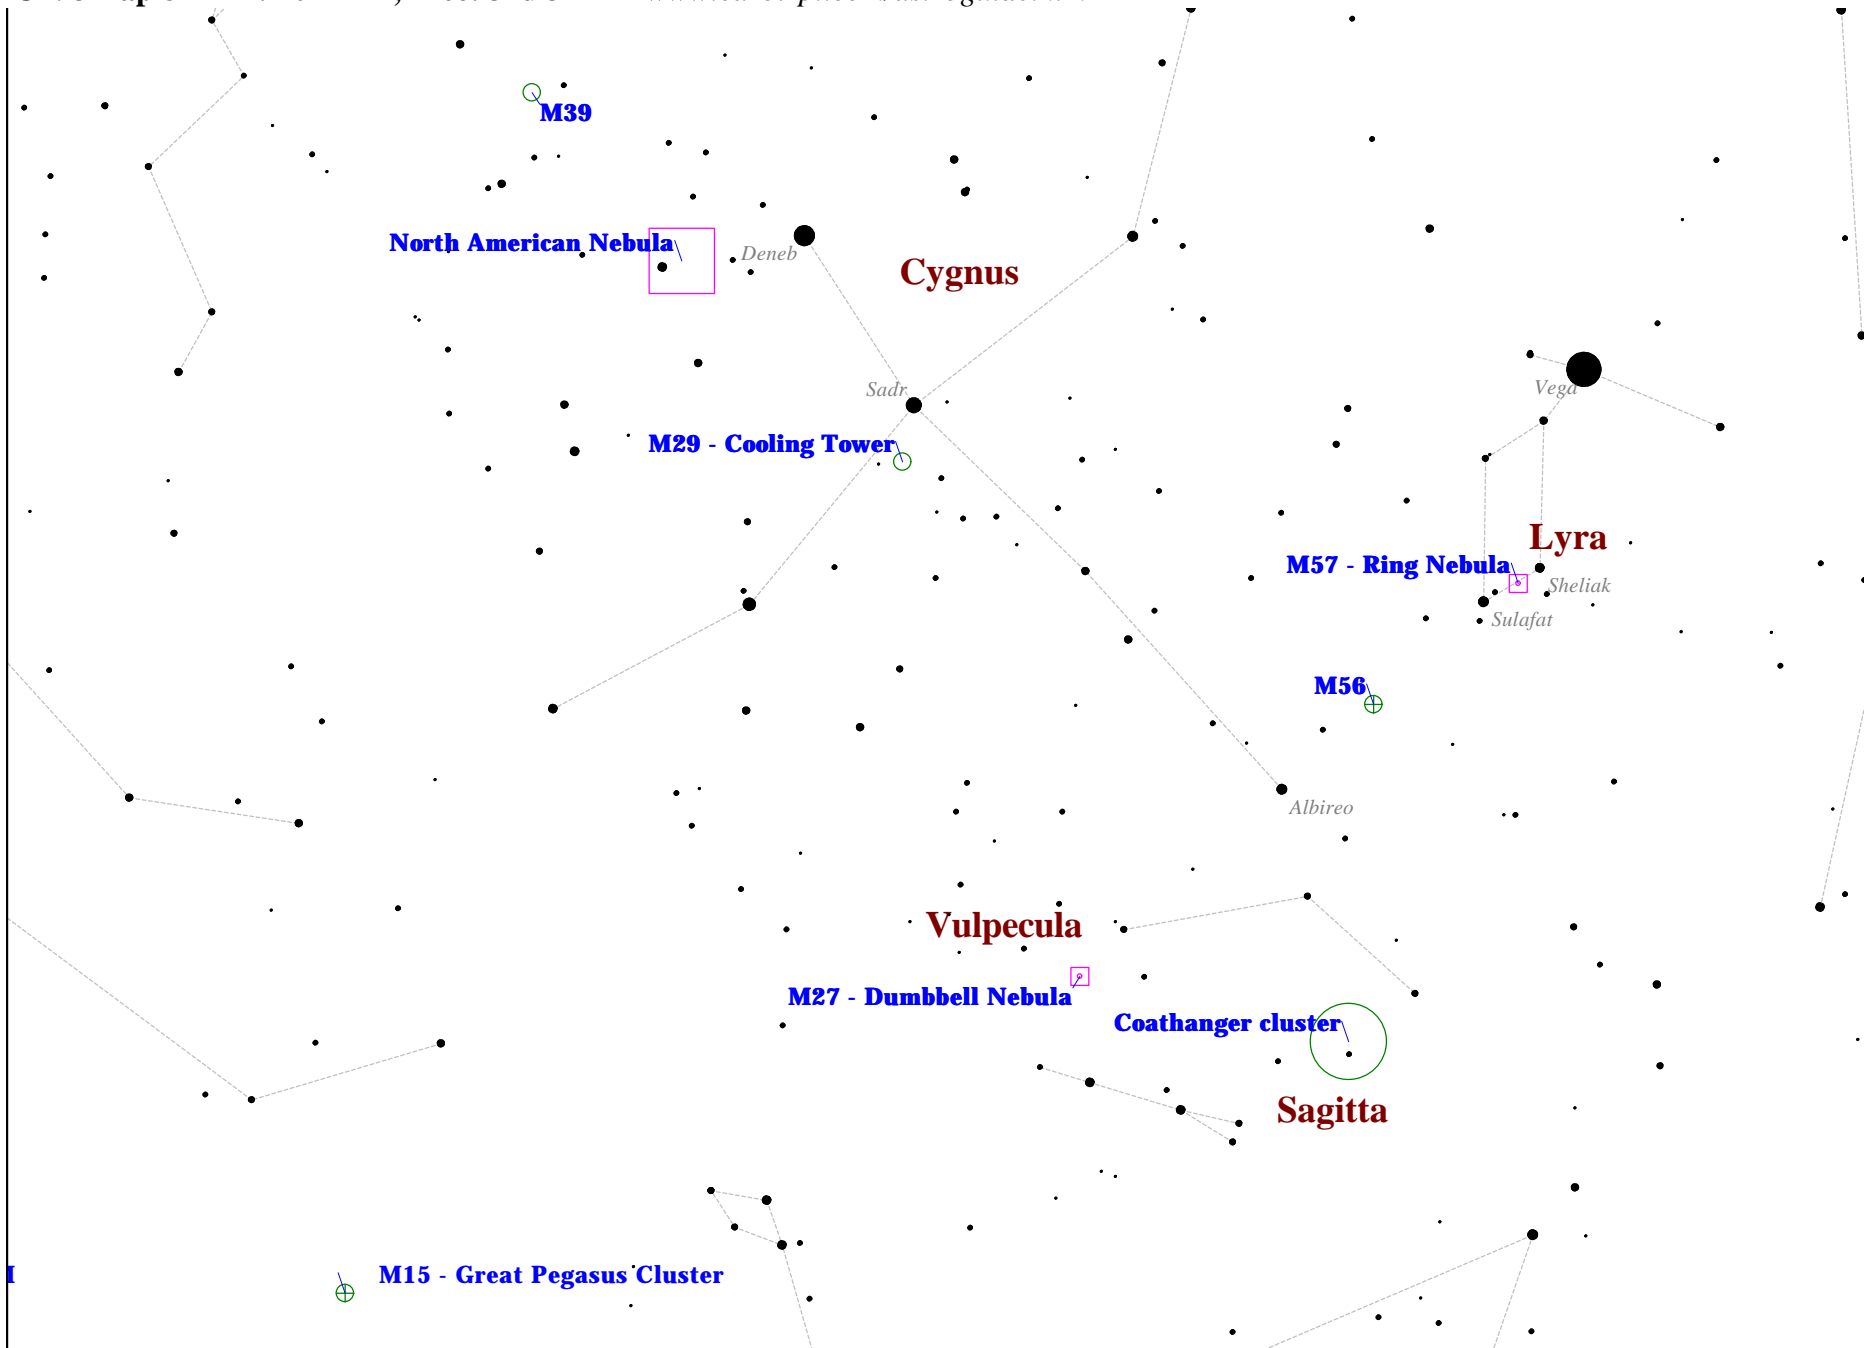 M39
North American Nebula
Deneb
Cygnus
Sadr
Vega
M29 - Cooling Tower
Lyra
M57 - Ring Nebula
Sheliak
Sulafat
M56
Albireo
Vulpecula
M27 - Dumbbell Nebula
Coathanger cluster
Sagitta
M15 - Great Pegasus Cluster